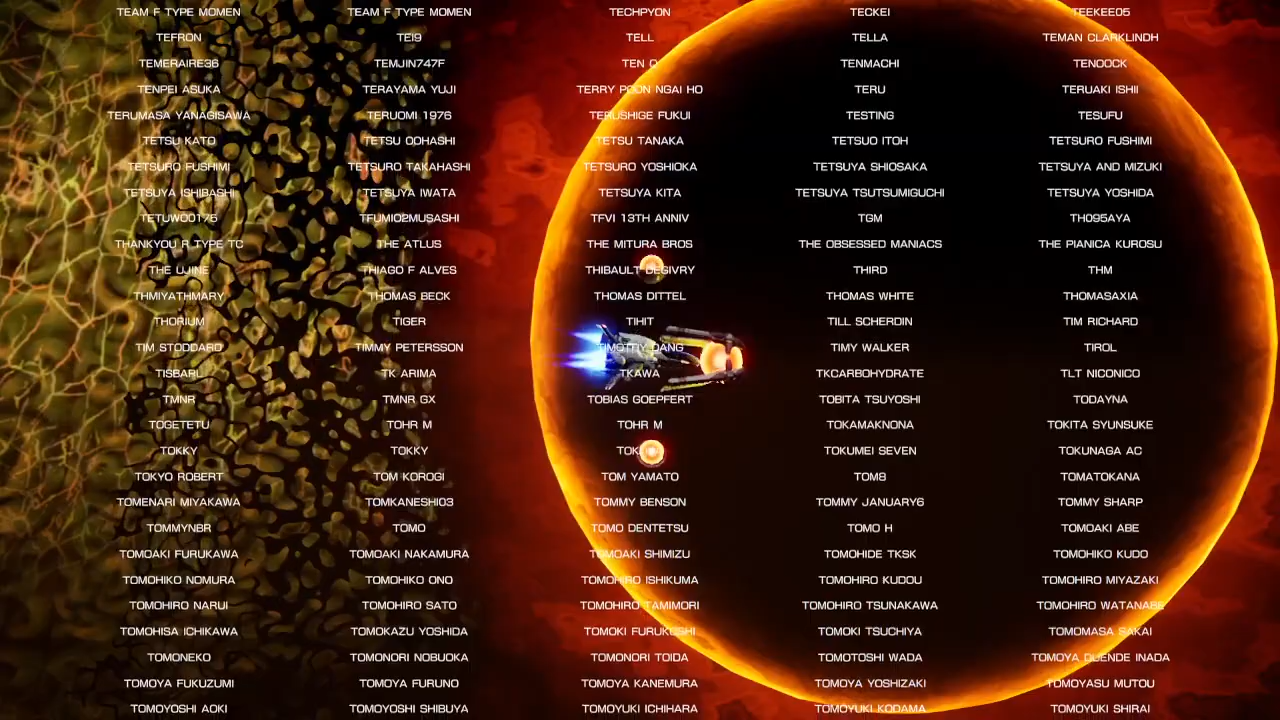 TEAM F TYPE MOMEN TEAM F TYPE MOMEN TECHPYON TECKEI TEEKEE05
TEFRON TEI9 TELL TELLA TEMAN CLARKLINDH
TEMERAIRE36 TEMJIN747F TEN O TENMACHI TENOOCK
TENPEI ASUKA TERAYAMA YUJI TERRY POON NGAI HO TERU TERUAKI ISHII
TERUMASA YANAGISAWA TERUOMI 1976 TERUSHIGE FUKUI TESTING TESUFU
TETSU KATO TETSU OOHASHI TETSU TANAKA TETSUO ITOH TETSURO FUSHIMI
TETSURO FUSHIMI TETSURO TAKAHASHI TETSURO YOSHIOKA TETSUYA SHIOSAKA TETSUYA AND MIZUKI
TETSUYA ISHIBASHI TETSUYA IWATA TETSUYA KITA TETSUYA TSUTSUMIGUCHI TETSUYA YOSHIDA
TETUWO0175 TFUMIO2MUSASHI TFVI 13TH ANNIV TGM TH095AYA
THANKYOU R TYPE TC THE ATLUS THE MITURA BROS THE OBSESSED MANIACS THE PIANICA KUROSU
THE UJINE THIAGO F ALVES THIBAULT DEGIVRY THIRD THM
THMIYATHMARY THOMAS BECK THOMAS DITTEL THOMAS WHITE THOMASAXIA
THORIUM TIGER TIHIT TILL SCHERDIN TIM RICHARD
TIM STODDARD TIMMY PETERSSON TIMOTHY DANG TIMY WALKER TIROL
TISBARL TK ARIMA TKAWA TKCARBOHYDRATE TLT NICONICO
TMNR TMNR GX TOBIAS GOEPFERT TOBITA TSUYOSHI TODAYNA
TOGETETU TOHR M TOHR M TOKAMAKNONA TOKITA SYUNSUKE
TOKKY TOKKY TOKUMEI SEVEN TOKUNAGA AC
TOKYO ROBERT TOM KOROGI TOM YAMATO TOM8 TOMATOKANA
TOMENARI MIYAKAWA TOMKANESHI03 TOMMY BENSON TOMMY JANUARY6 TOMMY SHARP
TOMMYNBR TOMO TOMO DENTETSU TOMO H TOMOAKI ABE
TOMOAKI FURUKAWA TOMOAKI NAKAMURA TOMOAKI SHIMIZU TOMOHIDE TKSK TOMOHIKO KUDO
TOMOHIKO NOMURA TOMOHIKO ONO TOMOHIRO ISHIKUMA TOMOHIRO KUDOU TOMOHIRO MIYAZAKI
TOMOHIRO NARUI TOMOHIRO SATO TOMOHIRO TAMIMORI TOMOHIRO TSUNAKAWA TOMOHIRO WATANABE
TOMOHISA ICHIKAWA TOMOKAZU YOSHIDA TOMOKI FURUKOSHI TOMOKI TSUCHIYA TOMOMASA SAKAI
TOMONEKO TOMONORI NOBUOKA TOMONORI TOIDA TOMOTOSHI WADA TOMOYA DUENDE INADA
TOMOYA FUKUZUMI TOMOYA FURUNO TOMOYA KANEMURA TOMOYA YOSHIZAKI TOMOYASU MUTOU
TOMOYOSHI AOKI TOMOYOSHI SHIBUYA TOMOYUKI ICHIHARA TOMOYUKI KODAMA TOMOYUKI SHIRAI